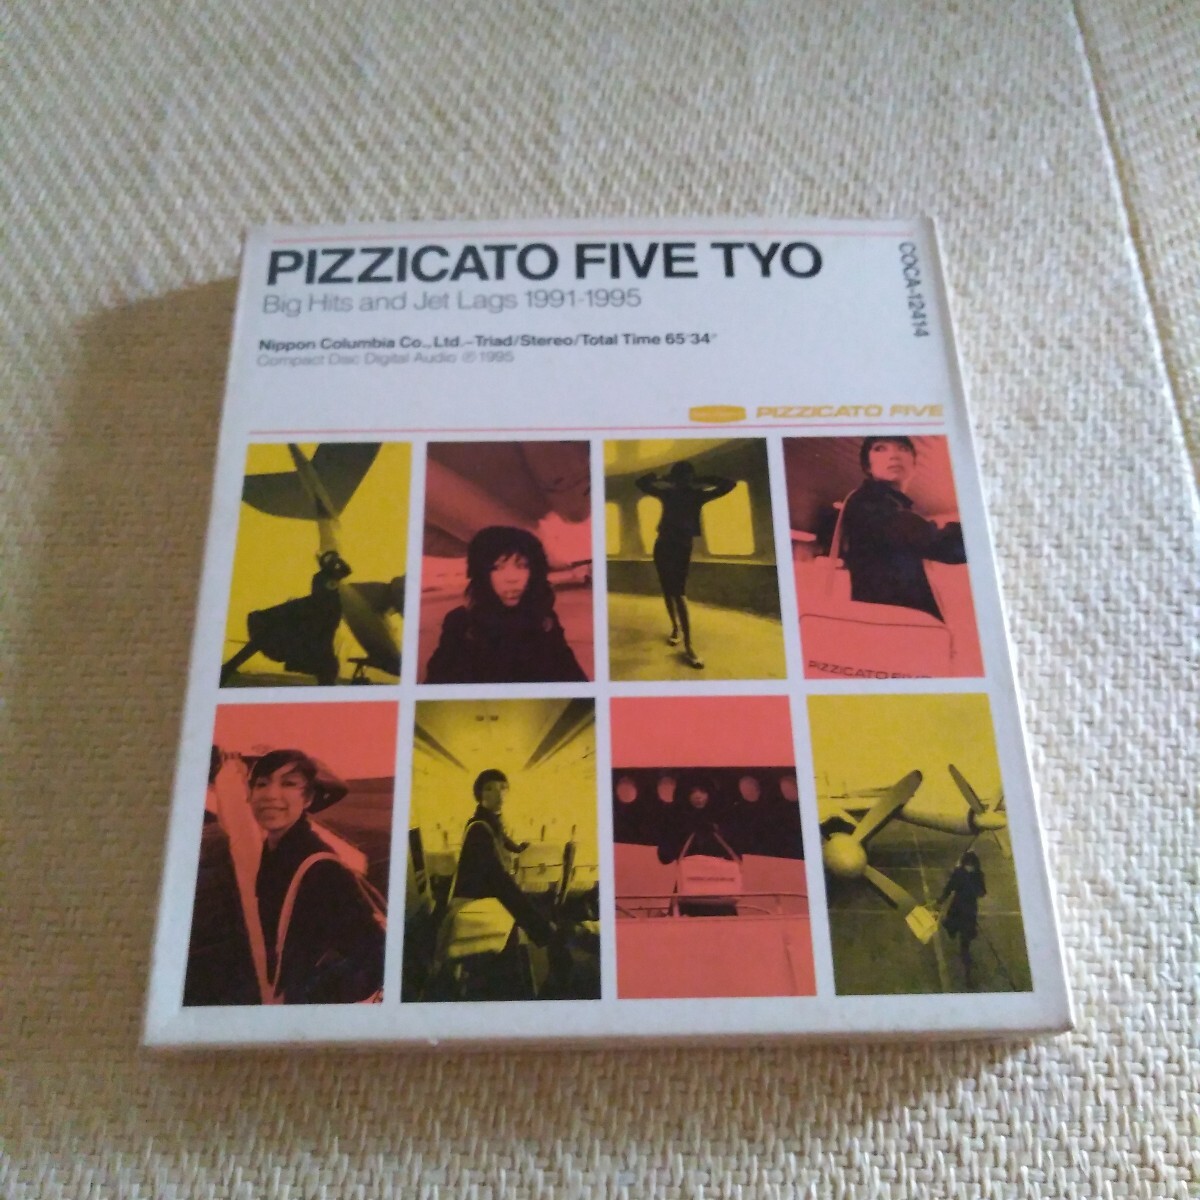 PIZZICATO FIVE TYO
Big Hits and Jet Lags 1991-1995
COCA-12414
Nippon Columbia Co., Ltd.–Triad/Stereo/Total Time 65'34"
Compact Disc Digital Audio ℗1995
PIZZICATO FIVE
PIZZICATO FIVE